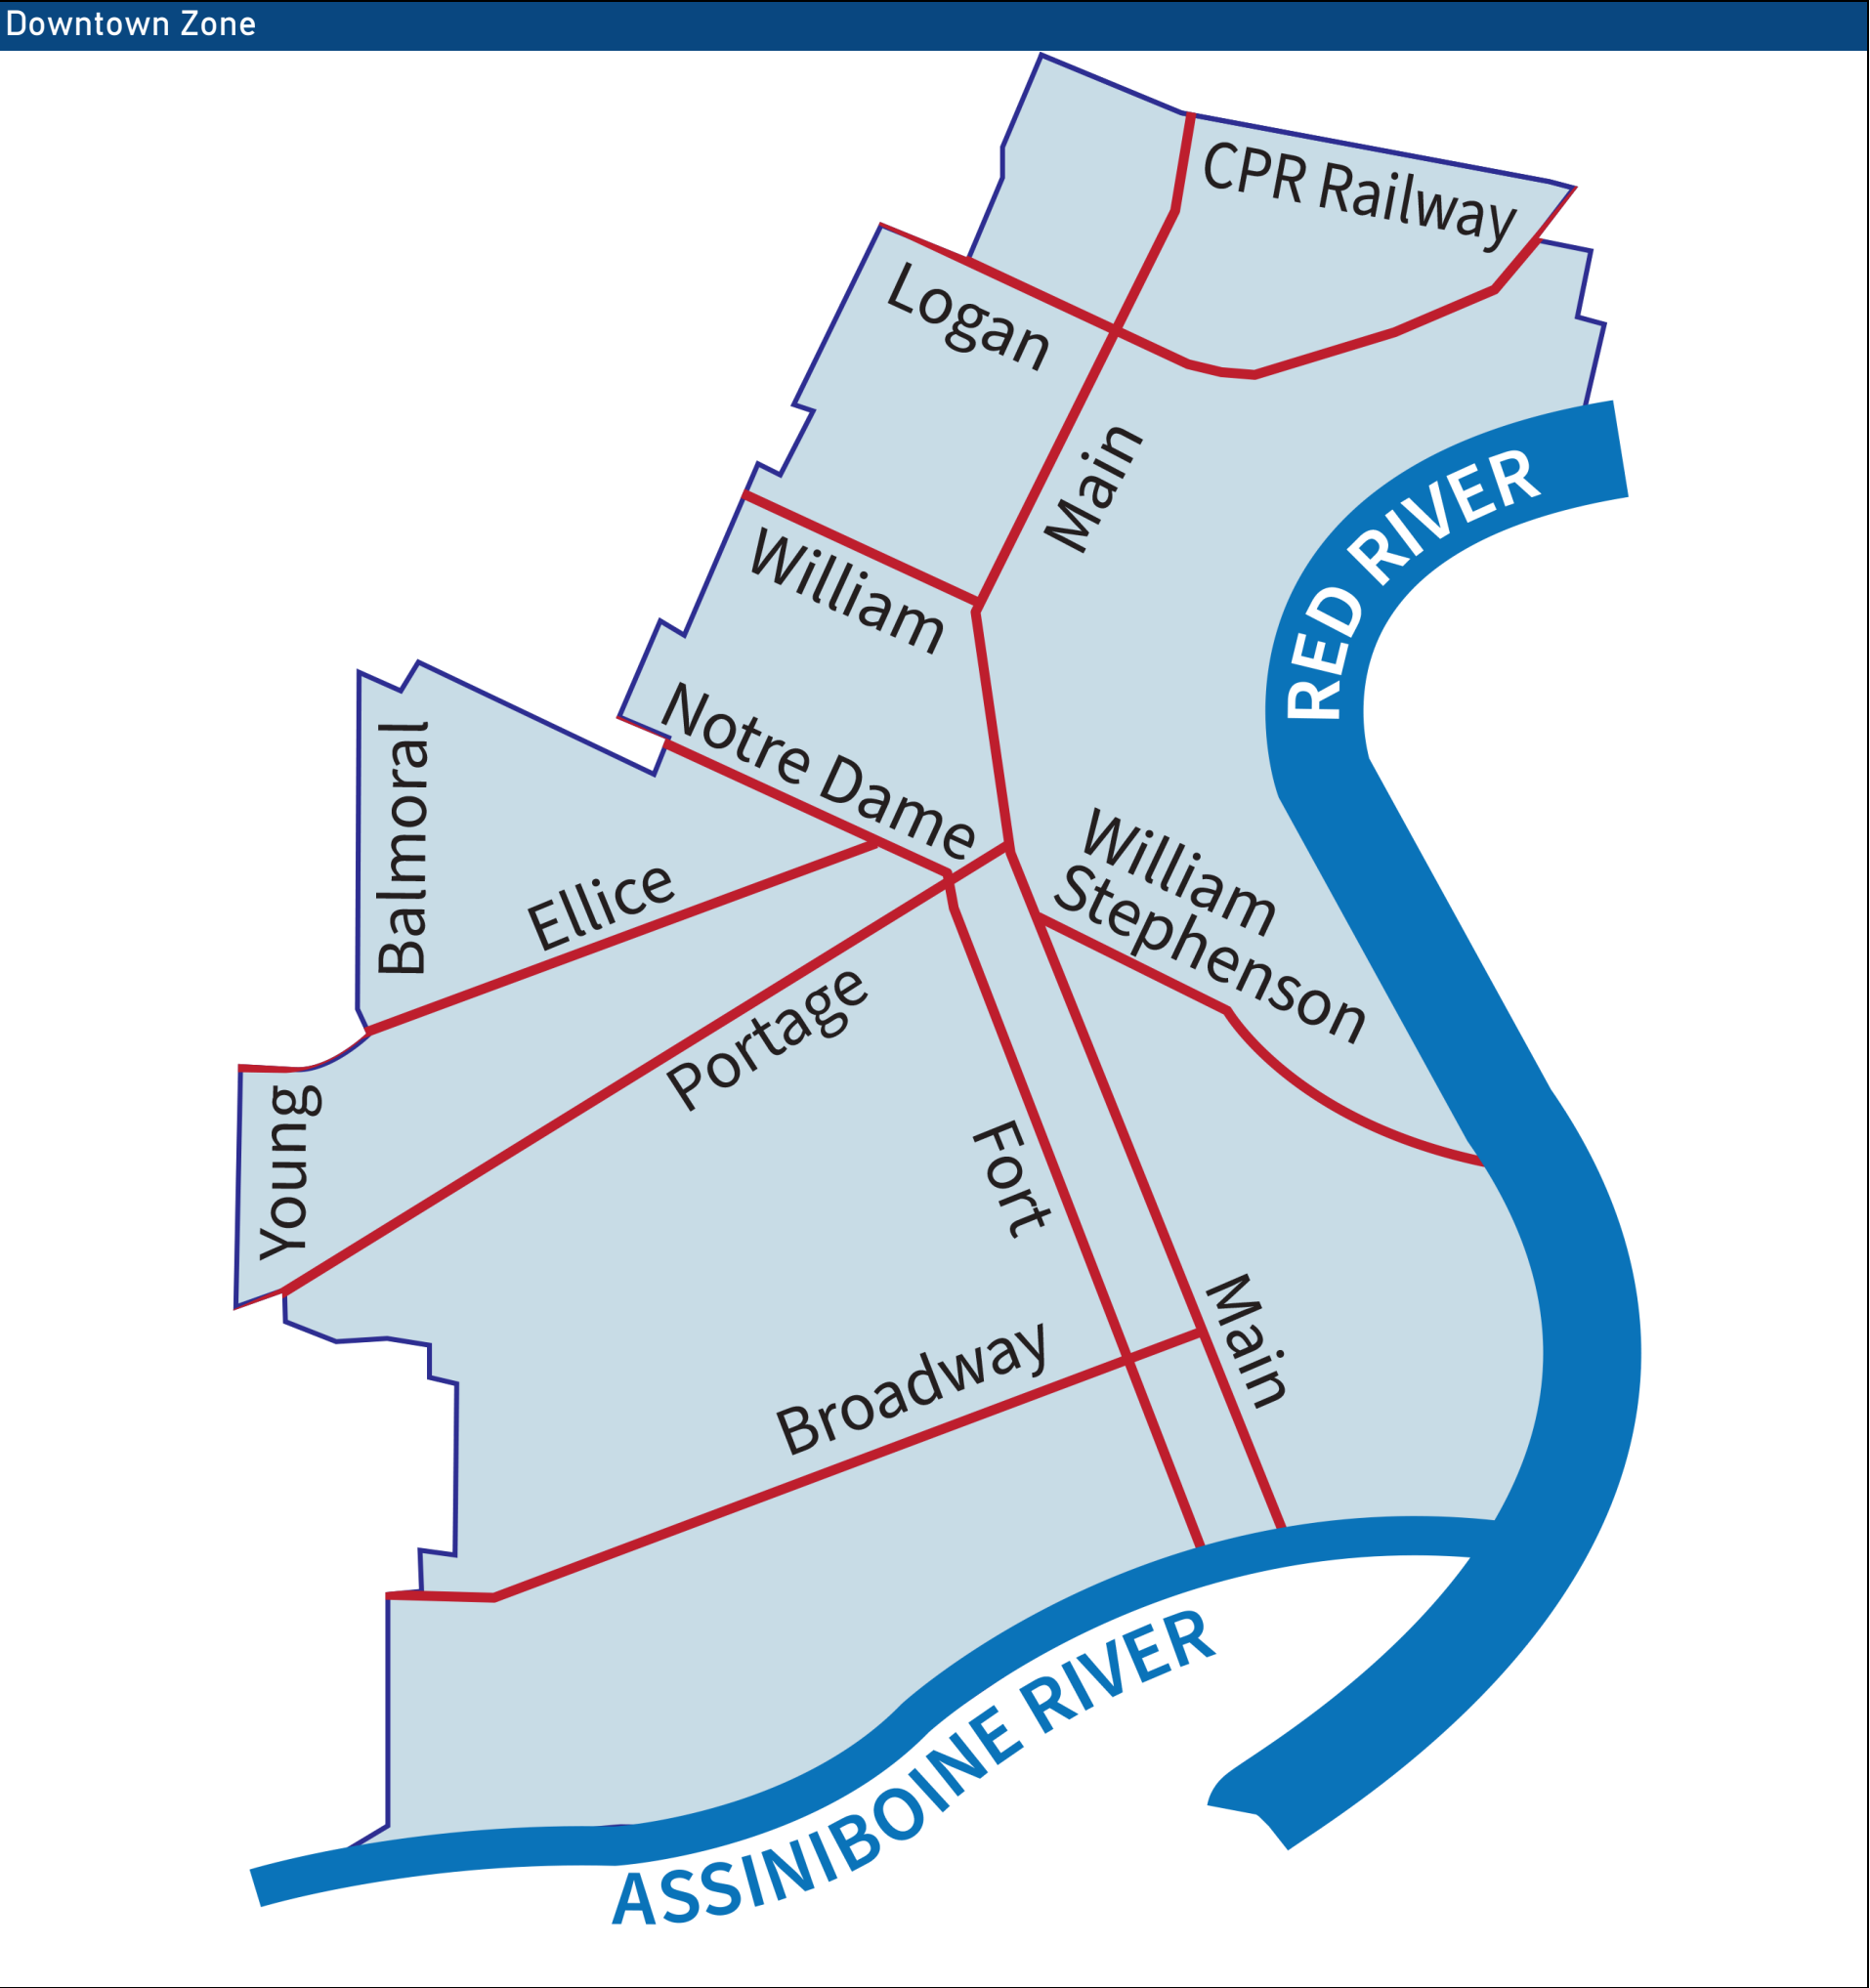 Downtown Zone
CPR Railway
Logan
Main
RED RIVER
William
Notre Dame
Balmoral
Ellice
William
Stephenson
Portage
Young
Fort
Main
Broadway
ASSINIBOINE RIVER